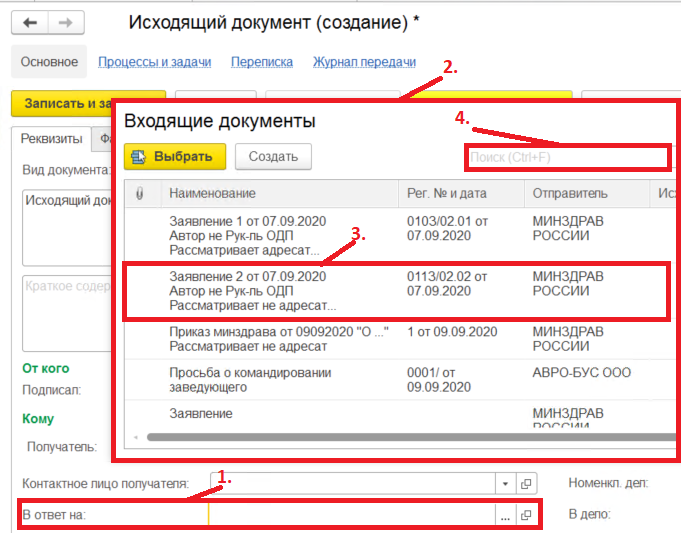 Исходящий документ (создание) *
Основное Процессы и задачи Переписка Журнал передачи
2.
Записать и за
Реквизиты
Вид документа:
Исходящий док
Краткое содер
От кого
Подписал:
Кому
Получатель:
Входящие документы
4.
Выбрать Создать Поиск (Ctrl+F)
Наименование Рег. № и дата Отправитель Исх
Заявление 1 от 07.09.2020 0103/02.01 от МИНЗДРАВ
Автор не Рук-ль ОДП 07.09.2020 РОССИИ
Рассматривает адресат...
3.
Заявление 2 от 07.09.2020 0113/02.02 от МИНЗДРАВ
Автор не Рук-ль ОДП 07.09.2020 РОССИИ
Рассматривает не адресат...
Приказ минздрава от 09092020 "О ..." 1 от 09.09.2020 МИНЗДРАВ
Рассматривает не адресат РОССИИ
Просьба о командировании 0001/ от АВРО-БУС ООО
заведующего 09.09.2020
Заявление МИНЗДРАВ
РОССИИ
1.
Контактное лицо получателя: Номенкл. дел:
В ответ на: ... В дело: